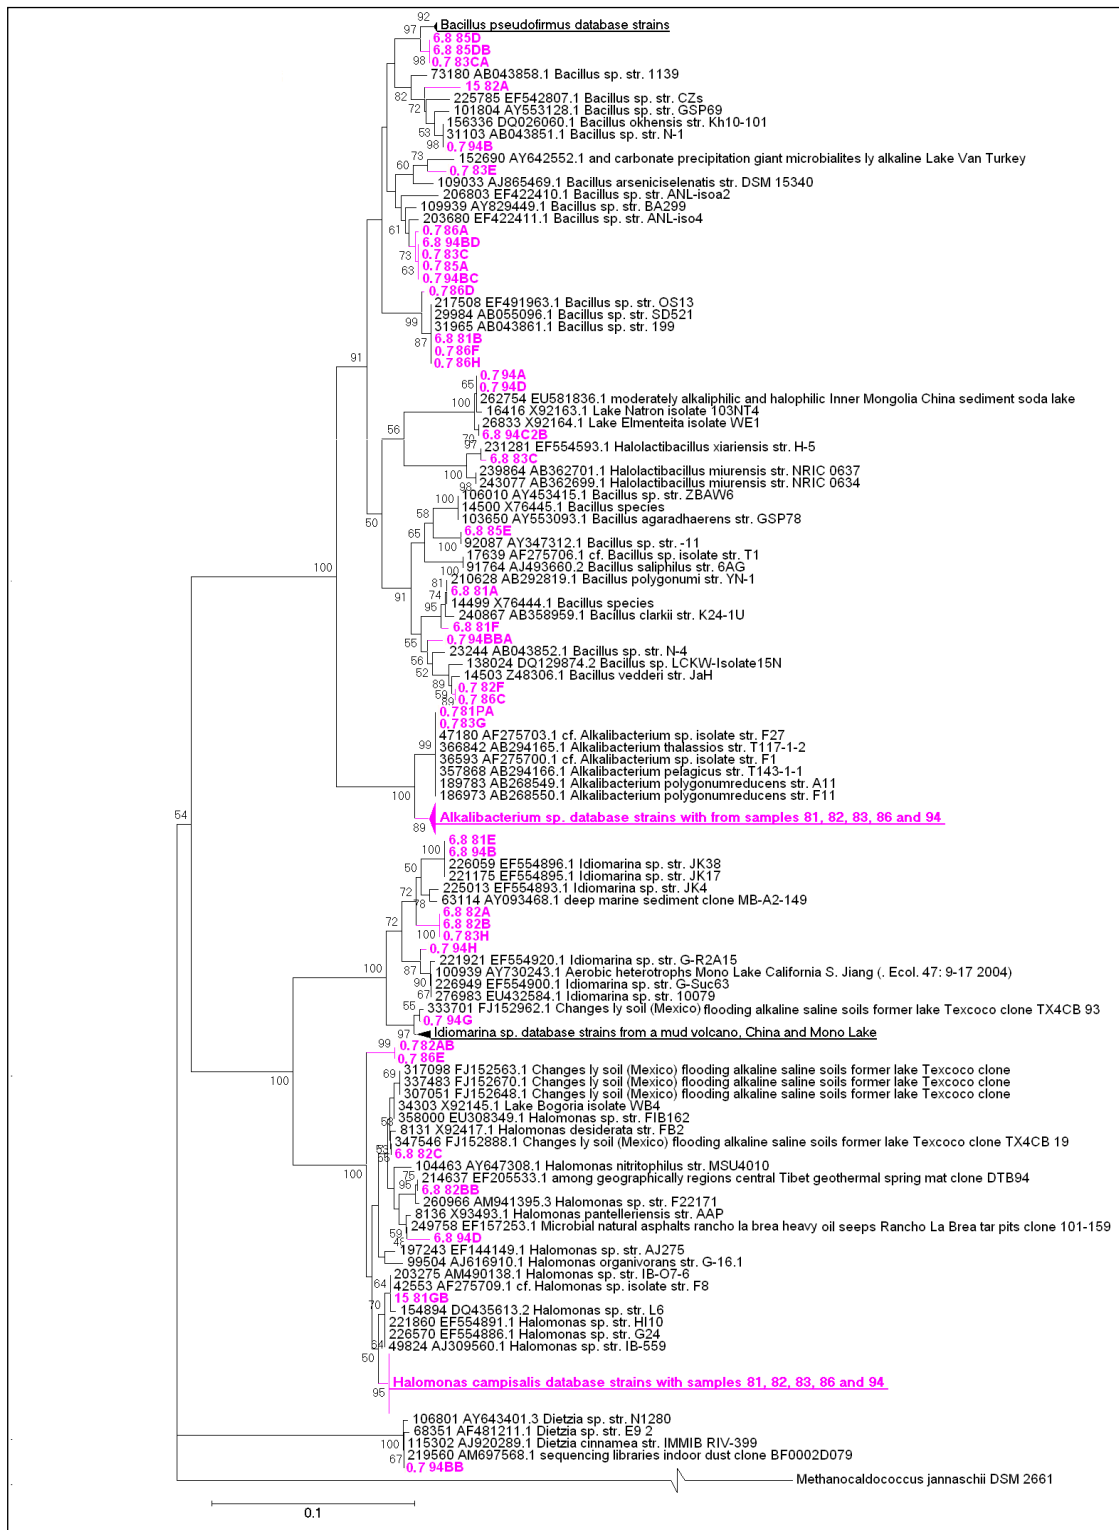 92
Bacillus pseudofirmus database strains
97
6.8 85D
6.8 85DB
0.7 83CA
98
73180 AB043858.1 Bacillus sp. str. 1139
15 82A
82
225785 EF542807.1 Bacillus sp. str. CZs
72
101804 AY553128.1 Bacillus sp. str. GSP69
156336 DQ026060.1 Bacillus okhensis str. Kh10-101
53
31103 AB043851.1 Bacillus sp. str. N-1
98
0.7 94B
73
152690 AY642552.1 and carbonate precipitation giant microbialites ly alkaline Lake Van Turkey
60
0.7 83E
109033 AJ865469.1 Bacillus arseniciselenatis str. DSM 15340
206803 EF422410.1 Bacillus sp. str. ANL-isoa2
109939 AY829449.1 Bacillus sp. str. BA299
203680 EF422411.1 Bacillus sp. str. ANL-iso4
61
0.7 86A
6.8 94BD
73
0.7 83C
0.7 85A
63
0.7 94BC
0.786D
217508 EF491963.1 Bacillus sp. str. OS13
29984 AB055096.1 Bacillus sp. str. SD521
99
31965 AB043861.1 Bacillus sp. str. 199
87
6.8 81B
0.786F
0.7 86H
91
0.7 94A
65
0.7 94D
100
262754 EU581836.1 moderately alkaliphilic and halophilic Inner Mongolia China sediment soda lake
16416 X92163.1 Lake Natron isolate 103NT4
26833 X92164.1 Lake Elmenteita isolate WE1
56
70
6.8 94C2B
97
231281 EF554593.1 Halolactibacillus xiariensis str. H-5
6.8 83C
100
239864 AB362701.1 Halolactibacillus miurensis str. NRIC 0637
98
243077 AB362699.1 Halolactibacillus miurensis str. NRIC 0634
106010 AY453415.1 Bacillus sp. str. ZBAW6
100
14500 X76445.1 Bacillus species
58
103650 AY553093.1 Bacillus agaradhaerens str. GSP78
50
65
6.8 85E
100
92087 AY347312.1 Bacillus sp. str. -11
17639 AF275706.1 cf. Bacillus sp. isolate str. T1
100
91764 AJ493660.2 Bacillus saliphilus str. 6AG
100
81
210628 AB292819.1 Bacillus polygonumi str. YN-1
74
6.8 81A
91
95
14499 X76444.1 Bacillus species
240867 AB358959.1 Bacillus clarkii str. K24-1U
6.8 81F
55
0.7 94BBA
23244 AB043852.1 Bacillus sp. str. N-4
56
138024 DQ129874.2 Bacillus sp. LCKW-Isolate15N
52
14503 Z48306.1 Bacillus vedderi str. JaH
89
0.7 82F
59
0.7 86C
89
0.781PA
0.783G
47180 AF275703.1 cf. Alkalibacterium sp. isolate str. F27
99
366842 AB294165.1 Alkalibacterium thalassios str. T117-1-2
36593 AF275700.1 cf. Alkalibacterium sp. isolate str. F1
357868 AB294166.1 Alkalibacterium pelagicus str. T143-1-1
100
189783 AB268549.1 Alkalibacterium polygonumreducens str. A11
186973 AB268550.1 Alkalibacterium polygonumreducens str. F11
54
Alkalibacterium sp. database strains with from samples 81, 82, 83, 86 and 94
89
6.8 81E
100
6.8 94B
50
226059 EF554896.1 Idiomarina sp. str. JK38
221175 EF554895.1 Idiomarina sp. str. JK17
72
225013 EF554893.1 Idiomarina sp. str. JK4
78
63114 AY093468.1 deep marine sediment clone MB-A2-149
6.8 82A
6.8 82B
100
0.7 83H
0.7 94H
221921 EF554920.1 Idiomarina sp. str. G-R2A15
100
87
100939 AY730243.1 Aerobic heterotrophs Mono Lake California S. Jiang (. Ecol. 47: 9-17 2004)
90
226949 EF554900.1 Idiomarina sp. str. G-Suc63
67
276983 EU432584.1 Idiomarina sp. str. 10079
55
333701 FJ152962.1 Changes ly soil (Mexico) flooding alkaline saline soils former lake Texcoco clone TX4CB 93
0.7 94G
97
Idiomarina sp. database strains from a mud volcano, China and Mono Lake
99
0.782AB
0.7 86E
100
69
317098 FJ152563.1 Changes ly soil (Mexico) flooding alkaline saline soils former lake Texcoco clone
337483 FJ152670.1 Changes ly soil (Mexico) flooding alkaline saline soils former lake Texcoco clone
307051 FJ152648.1 Changes ly soil (Mexico) flooding alkaline saline soils former lake Texcoco clone
34303 X92145.1 Lake Bogoria isolate WB4
358000 EU308349.1 Halomonas sp. str. FIB162
8131 X92417.1 Halomonas desiderata str. FB2
347546 FJ152888.1 Changes ly soil (Mexico) flooding alkaline saline soils former lake Texcoco clone TX4CB 19
6.8 82C
100
104463 AY647308.1 Halomonas nitritophilus str. MSU4010
75
214637 EF205533.1 among geographically regions central Tibet geothermal spring mat clone DTB94
95
6.8 82BB
260966 AM941395.3 Halomonas sp. str. F22171
8136 X93493.1 Halomonas pantelleriensis str. AAP
249758 EF157253.1 Microbial natural asphalts rancho la brea heavy oil seeps Rancho La Brea tar pits clone 101-159
59
6.8 94D
48
197243 EF144149.1 Halomonas sp. str. AJ275
99504 AJ616910.1 Halomonas organivorans str. G-16.1
203275 AM490138.1 Halomonas sp. str. IB-O7-6
64
42553 AF275709.1 cf. Halomonas sp. isolate str. F8
15 81GB
70
154894 DQ435613.2 Halomonas sp. str. L6
221860 EF554891.1 Halomonas sp. str. HI10
226570 EF554886.1 Halomonas sp. str. G24
64
49824 AJ309560.1 Halomonas sp. str. IB-559
50
Halomonas campisalis database strains with samples 81, 82, 83, 86 and 94
95
106801 AY643401.3 Dietzia sp. str. N1280
68351 AF481211.1 Dietzia sp. str. E9 2
100
115302 AJ920289.1 Dietzia cinnamea str. IMMIB RIV-399
219560 AM697568.1 sequencing libraries indoor dust clone BF0002D079
67
0.7 94BB
Methanocaldococcus jannaschii DSM 2661
0.1